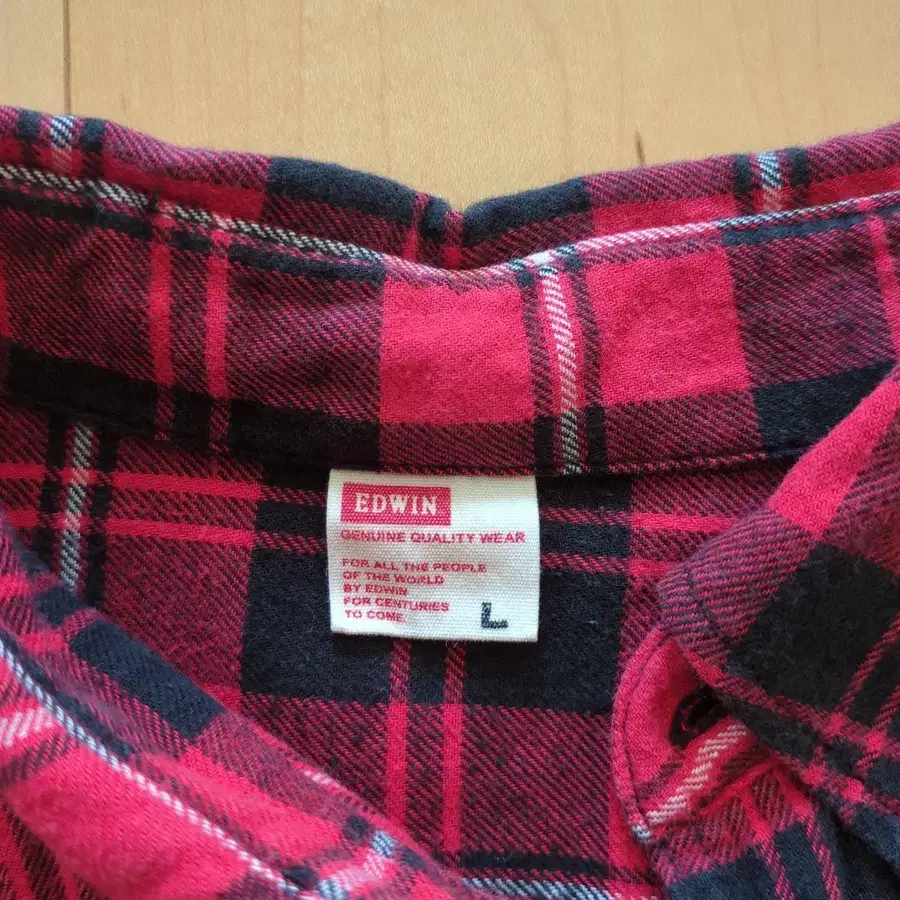 EDWIN
GENUINE QUALITY WEAR
FOR ALL THE PEOPLE
OF THE WORLD
BY EDWIN
FOR CENTURIES
TO COME.
L